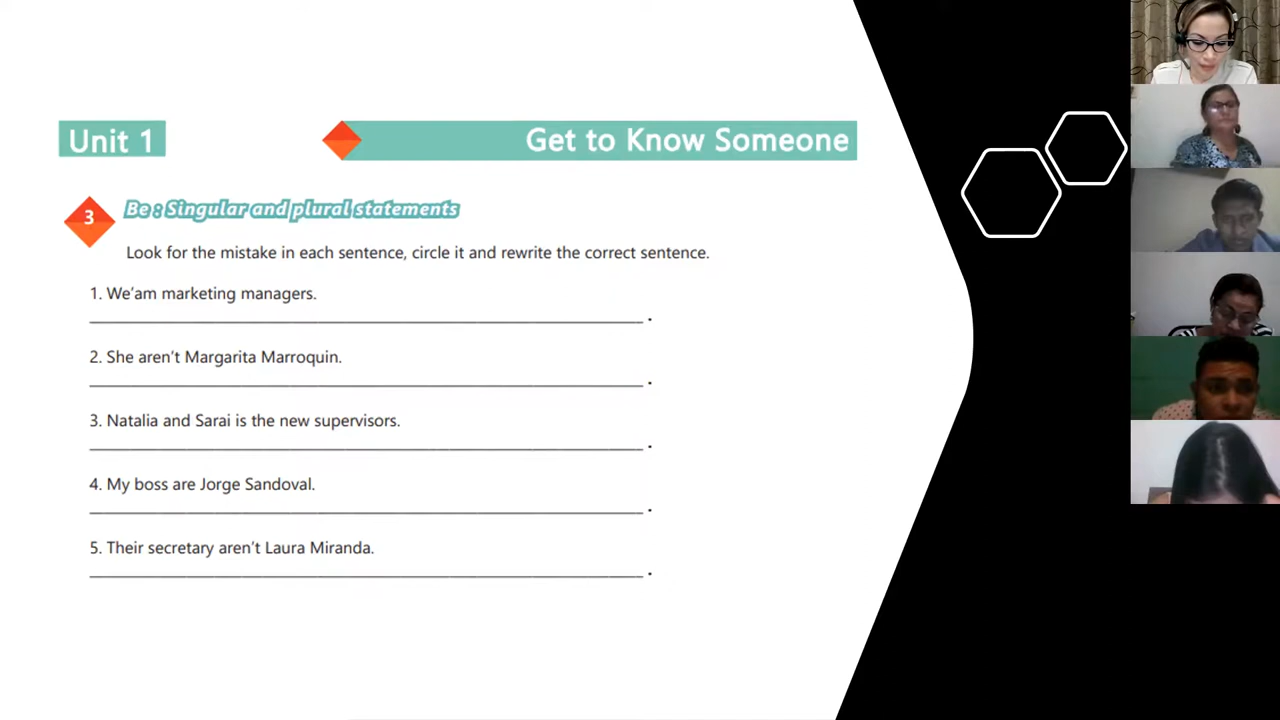 Unit 1
Get to Know Someone
3
Be : Singular and plural statements
Look for the mistake in each sentence, circle it and rewrite the correct sentence.
1. We'am marketing managers.
.
2. She aren't Margarita Marroquin.
.
3. Natalia and Sarai is the new supervisors.
.
4. My boss are Jorge Sandoval.
.
5. Their secretary aren't Laura Miranda.
.